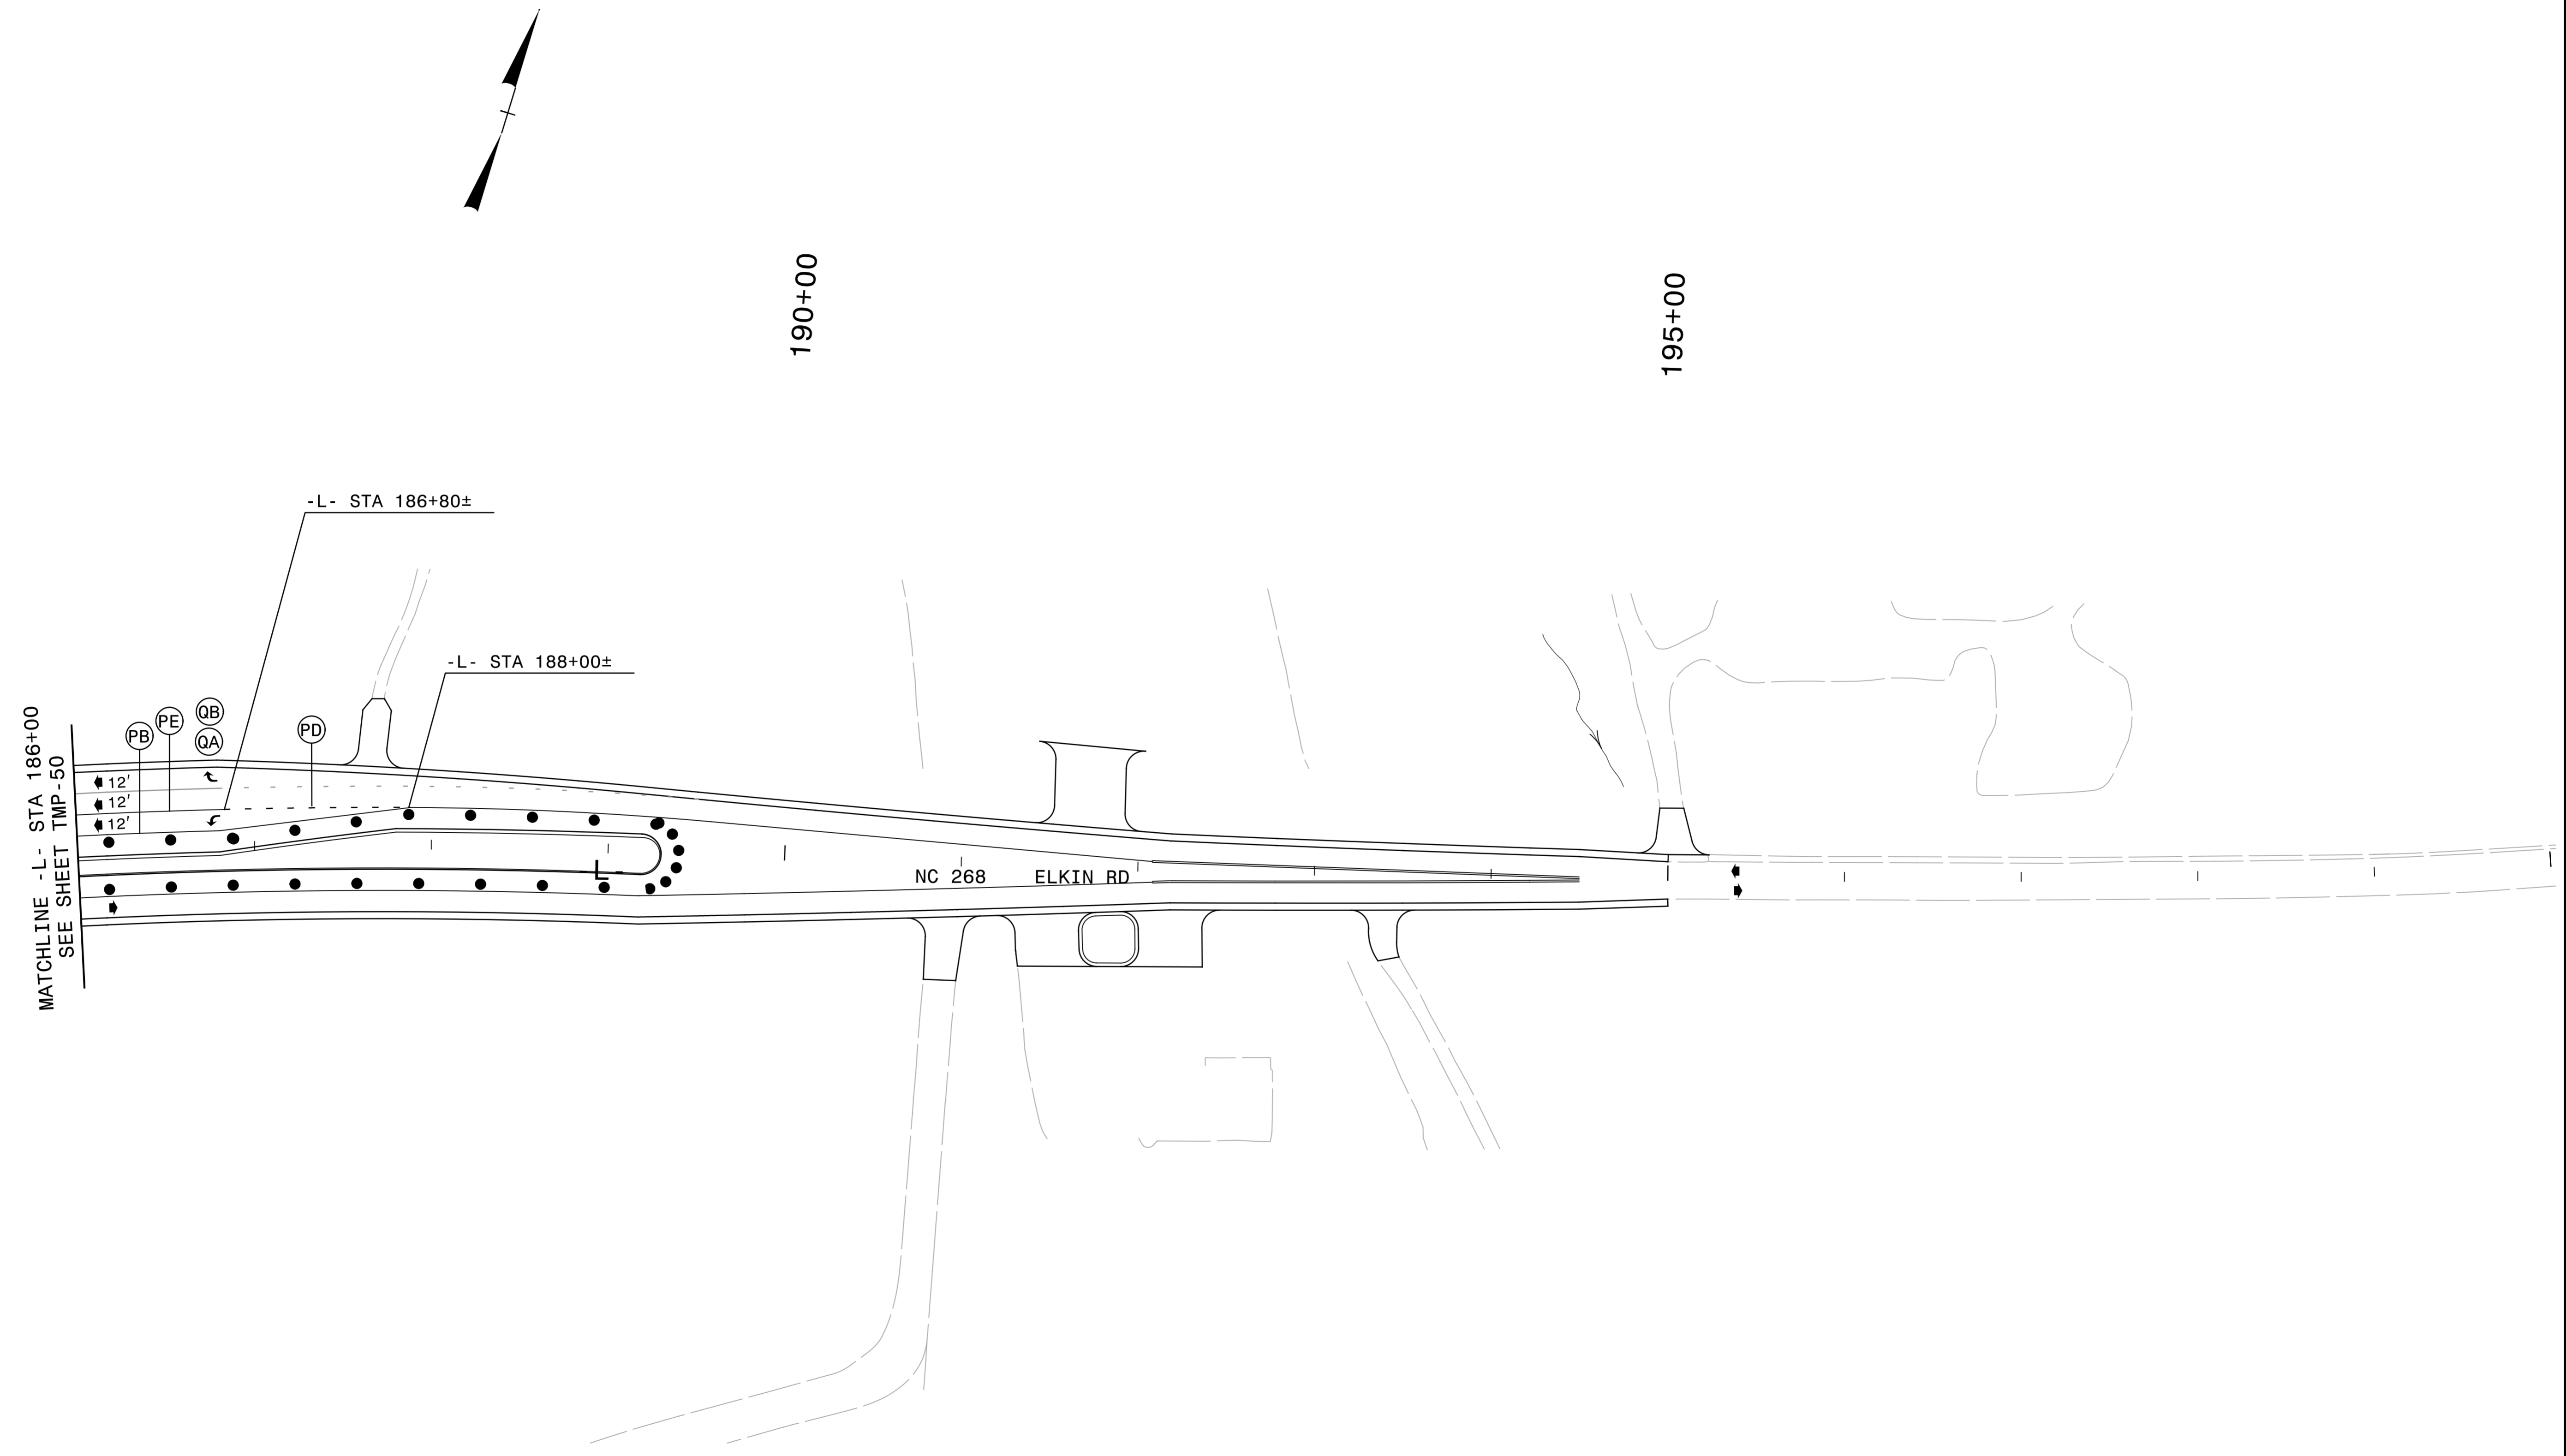 190+00
195+00
-L- STA 186+80±
-L- STA 188+00±
MATCHLINE -L- STA 186+00
SEE SHEET TMP-50
PB
PE
QB
QA
PD
12'
12'
12'
-L-
NC 268 ELKIN RD